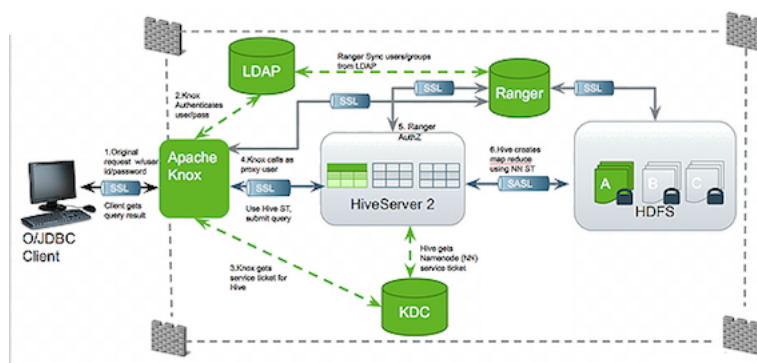 LDAP
Ranger Sync users/groups
from LDAP
Ranger
SSL
SSL
SSL
2.Knox
Authenticates
user/pass
5. Ranger
AuthZ
1.Original
request w/user
id/password
SSL
Client gets
query result
O/JDBC
Client
Apache
Knox
4.Knox calls as
proxy user
SSL
Use Hive ST,
submit query
HiveServer 2
6.Hive creates
map reduce
using NN ST
SASL
A
B
C
HDFS
3.Knox gets
service ticket for
Hive
Hive gets
Namenode (NN)
service ticket
KDC